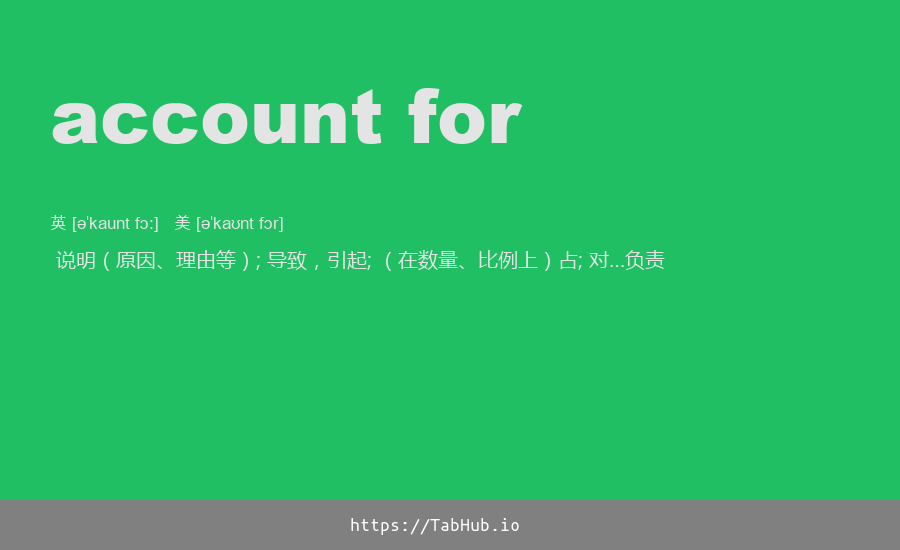 account for
英 [ə'kaunt fɔ:] 美 [ə'kaʊnt fɔr]
说明（原因、理由等）; 导致，引起; （在数量、比例上）占; 对...负责
https://TabHub.io